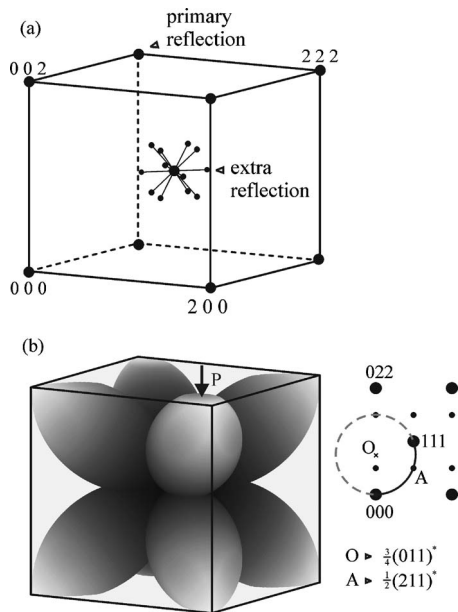 (a)
primary
reflection
0 0 2
2 2 2
extra
reflection
0 0 0
2 0 0
(b)
P
022
O
111
A
000
O ▹ 3/4(011)*
A ▹ 1/2(211)*